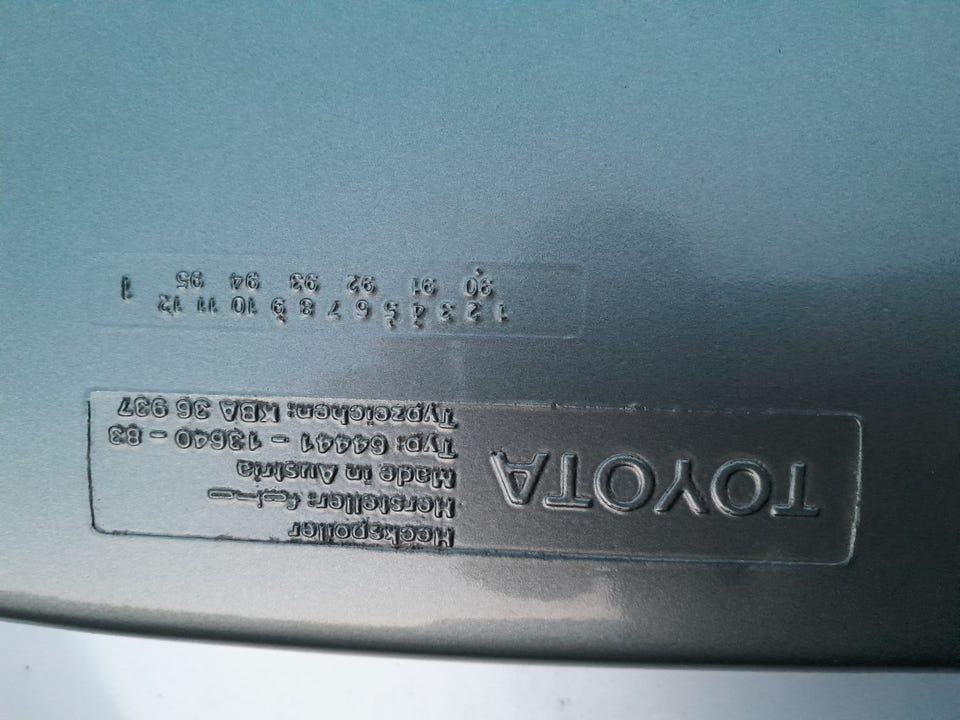 TOYOTA
Heckspoiler
Hersteller:
Made in Austria
Typ: 64441 - 13640 - 83
Typzeichen: KBA 36 937
1 2 3 4 5 6 7 8 9 10 11 12
90 91 92 93 94 95 1